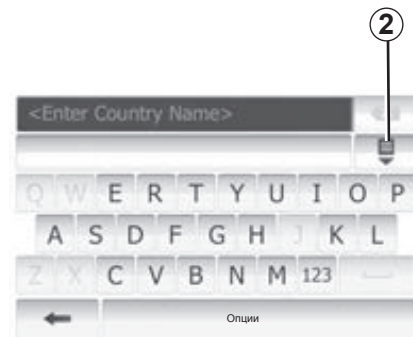 2
<Enter Country Name>
Q W E R T Y U I O P
A S D F G H J K L
Z X C V B N M 123
Опции